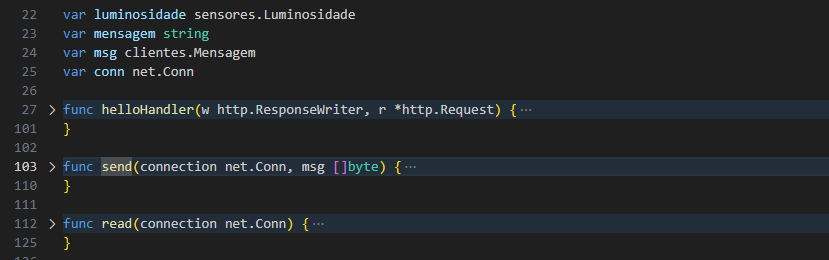 22 var luminosidade sensores.Luminosidade
23 var mensagem string
24 var msg clientes.Mensagem
25 var conn net.Conn
26
27 > func helloHandler(w http.ResponseWriter, r *http.Request) { ···
101 }
102
103 > func send(connection net.Conn, msg []byte) { ···
110 }
111
112 > func read(connection net.Conn) { ···
125 }